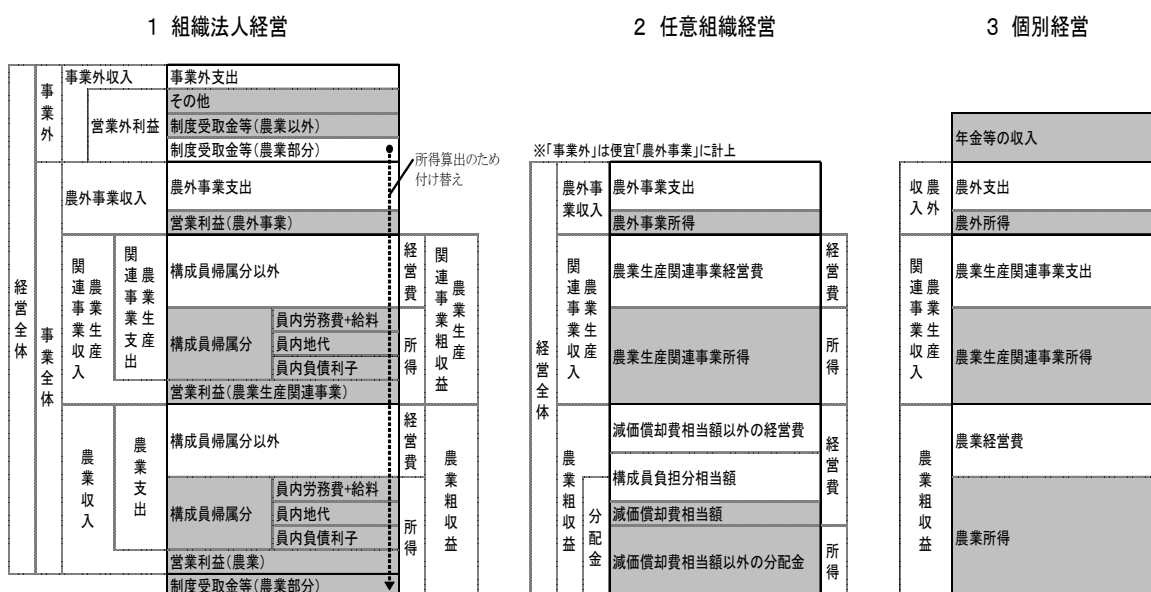 1 組織法人経営
経営全体
事業外
事業外収入
事業外支出
営業外利益
その他
制度受取金等(農業以外)
制度受取金等(農業部分)
所得算出のため
付け替え
事業全体
農外事業収入
農外事業支出
営業利益(農外事業)
農業生産
関連事業収入
農業生産
関連事業支出
構成員帰属分以外
構成員帰属分
員内労務費+給料
員内地代
員内負債利子
営業利益(農業生産関連事業)
経営費
所得
農業生産
関連事業粗収益
農業収入
農業支出
構成員帰属分以外
構成員帰属分
員内労務費+給料
員内地代
員内負債利子
営業利益(農業)
制度受取金等(農業部分)
経営費
所得
農業粗収益
2 任意組織経営
※「事業外」は便宜「農外事業」に計上
経営全体
農外事
業収入
農外事業支出
農外事業所得
農業生産
関連事業収入
農業生産関連事業経営費
農業生産関連事業所得
経営費
所得
農業粗収益
減価償却費相当額以外の経営費
構成員負担分相当額
分配金
減価償却費相当額
減価償却費相当額以外の分配金
経営費
所得
3 個別経営
年金等の収入
農外
収入
農外支出
農外所得
農業生産
関連事業収入
農業生産関連事業支出
農業生産関連事業所得
農業粗収益
農業経営費
農業所得